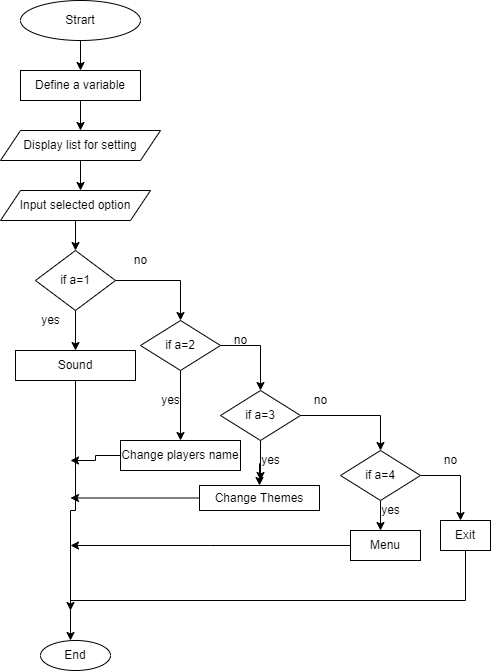 Strart
Define a variable
Display list for setting
Input selected option
no
if a=1
yes
if a=2
no
Sound
yes
no
if a=3
Change players name
yes
no
if a=4
Change Themes
yes
Exit
Menu
End